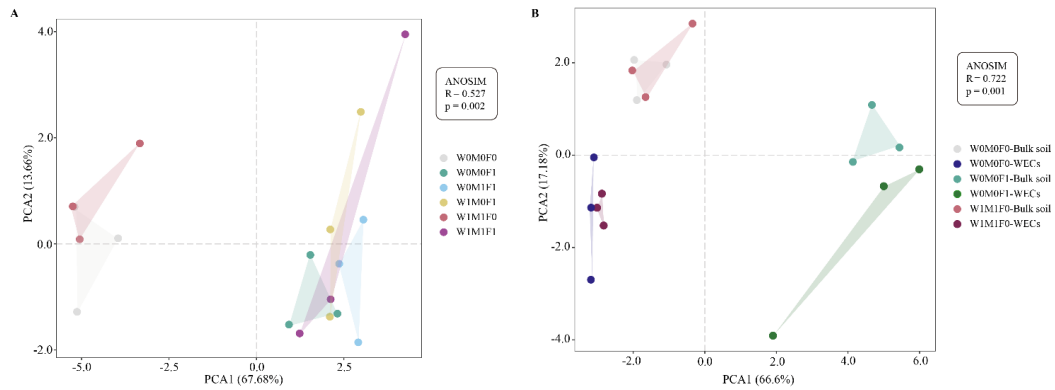 A
4.0
2.0
0.0
-2.0
PCA2 (13.66%)
-5.0
-2.5
0.0
2.5
PCA1 (67.68%)
ANOSIM
R = 0.527
p = 0.002
W0M0F0
W0M0F1
W0M1F1
W1M0F1
W1M1F0
W1M1F1
B
2.0
0.0
-2.0
-4.0
PCA2 (17.18%)
-2.0
0.0
2.0
4.0
6.0
PCA1 (66.6%)
ANOSIM
R = 0.722
p = 0.001
W0M0F0-Bulk soil
W0M0F0-WECs
W0M0F1-Bulk soil
W0M0F1-WECs
W1M1F0-Bulk soil
W1M1F0-WECs